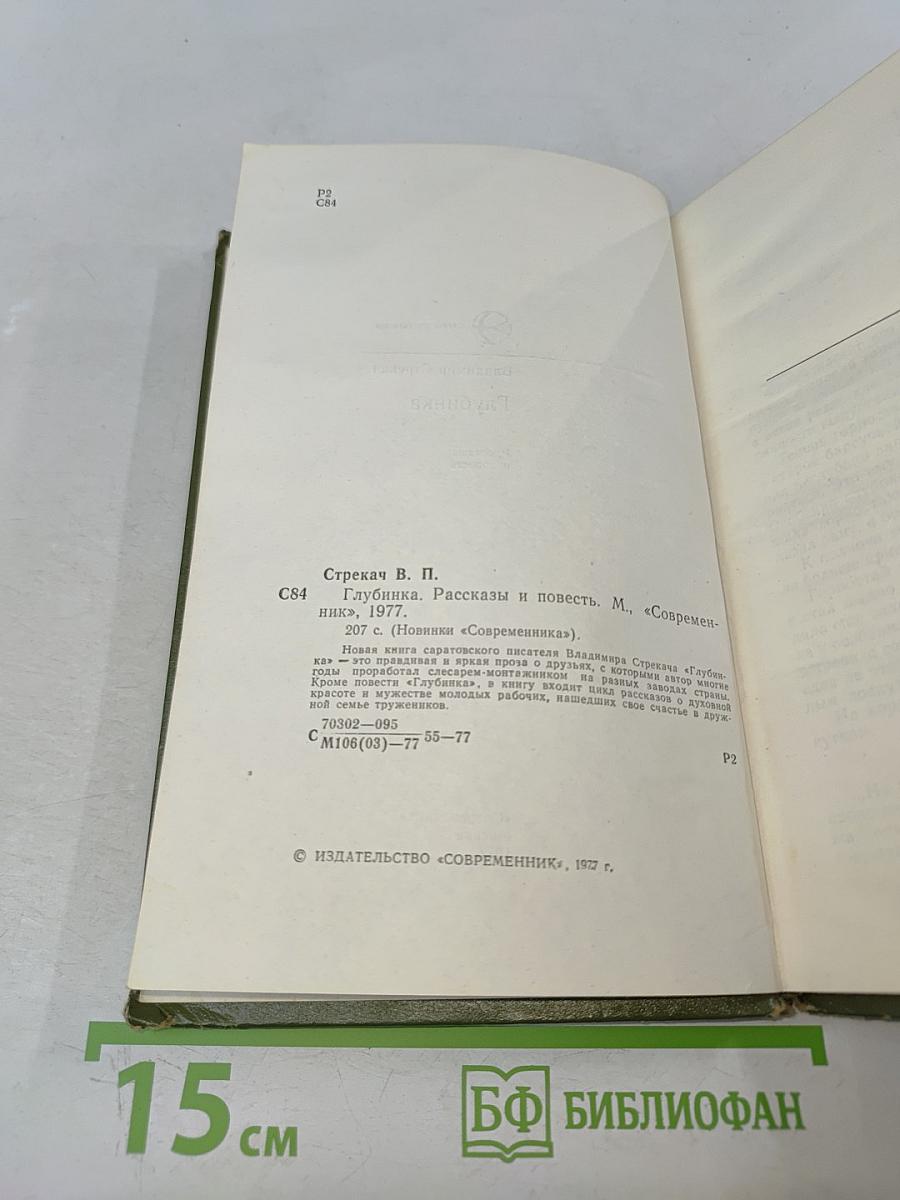 Р2
С84
Стрекач В. П.
С84 Глубинка. Рассказы и повесть. М., «Современ-
ник», 1977.
207 с. (Новинки «Современника»).
Новая книга саратовского писателя Владимира Стрекача «Глубин-
ка» — это правдивая и яркая проза о друзьях, с которыми автор многие
годы проработал слесарем-монтажником на разных заводах страны.
Кроме повести «Глубинка», в книгу входит цикл рассказов о духовной
красоте и мужестве молодых рабочих, нашедших свое счастье в друж-
ной семье тружеников.
70302—095
С 55—77
М106(03)—77
Р2
© ИЗДАТЕЛЬСТВО «СОВРЕМЕННИК», 1977 г.
15 см
БФ БИБЛИОФАН